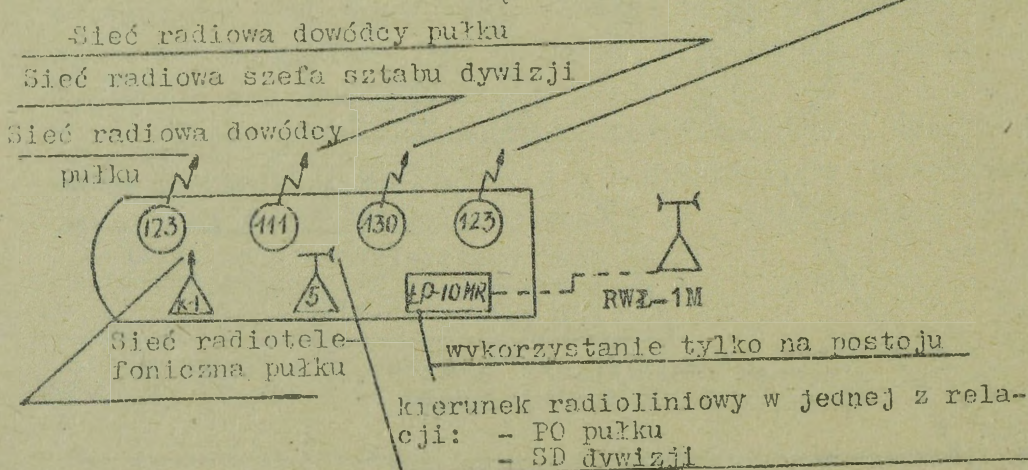 Sieć radiowa dowódcy pułku
Sieć radiowa szefa sztabu dywizji
Sieć radiowa dowódcy
pułku
123
111
130
123
K-1
5
ŁP-10MR
RWŁ-1M
Sieć radiotele-
foniczna pułku
wykorzystanie tylko na postoju
kierunek radioliniowy w jednej z rela-
cji: - PO pułku
- SD dywizji